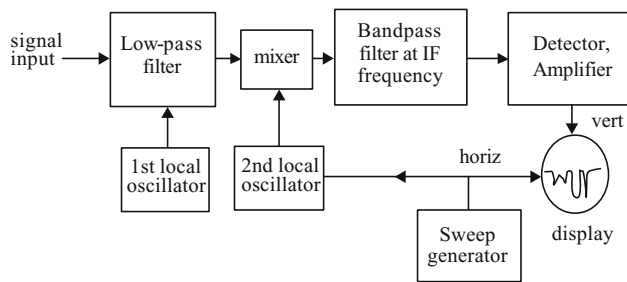 signal
input
Low-pass
filter
mixer
Bandpass
filter at IF
frequency
Detector,
Amplifier
vert
1st local
oscillator
2nd local
oscillator
horiz
display
Sweep
generator